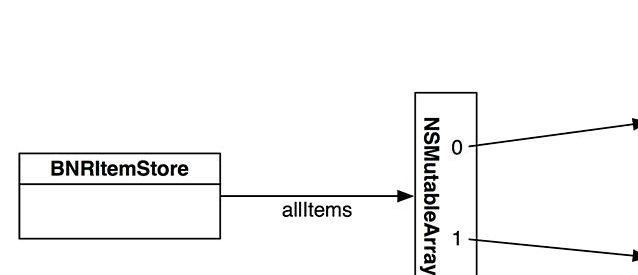 BNRItemStore
allItems
NSMutableArray
0
1